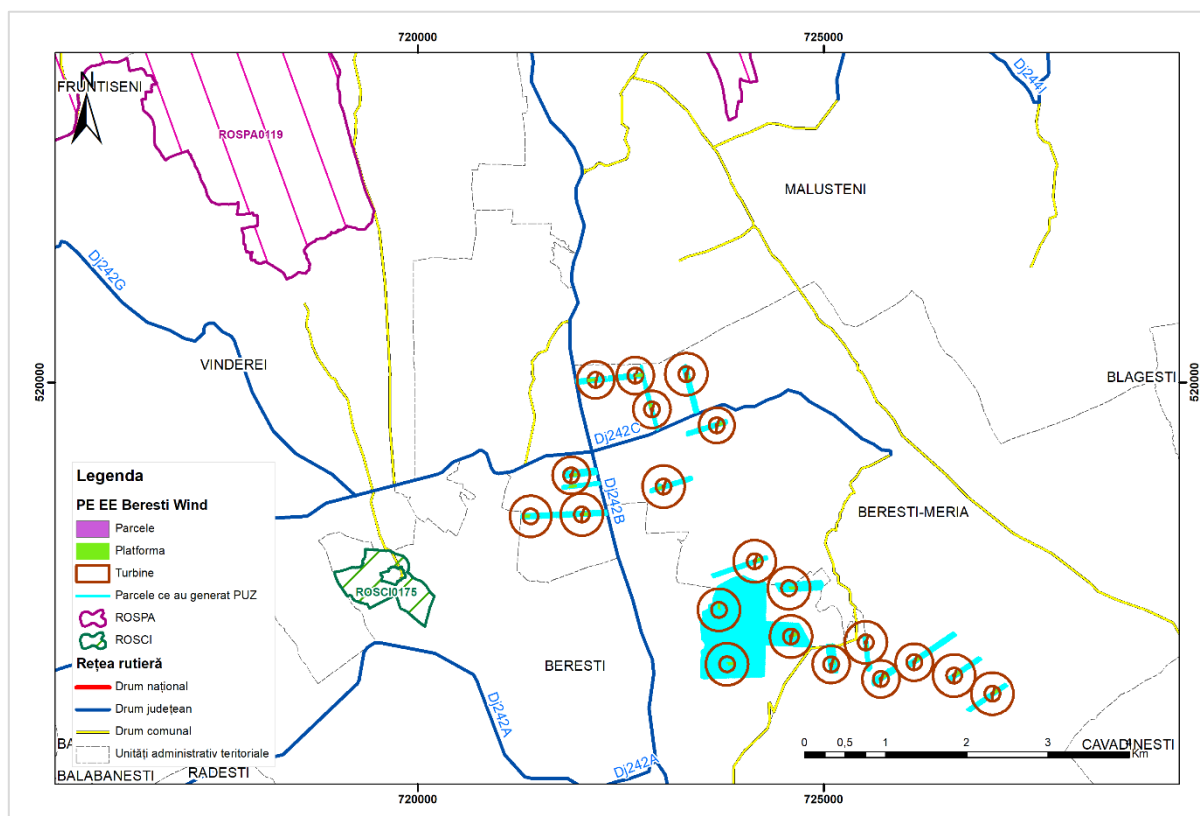 720000
725000
N
FRUNTISENI
Dj244I
ROSPA0119
MALUSTENI
Dj242G
VINDEREI
520000
520000
BLAGESTI
Dj242C
Dj242B
BERESTI-MERIA
ROSCI0175
BERESTI
Dj242A
Dj242A
CAVADINESTI
BALABANESTI
RADESTI
Legenda
PE EE Beresti Wind
Parcele
Platforma
Turbine
Parcele ce au generat PUZ
ROSPA
ROSCI
Rețea rutieră
Drum național
Drum județean
Drum comunal
Unități administrativ teritoriale
0 0,5 1 2 3 4
Km
720000
725000